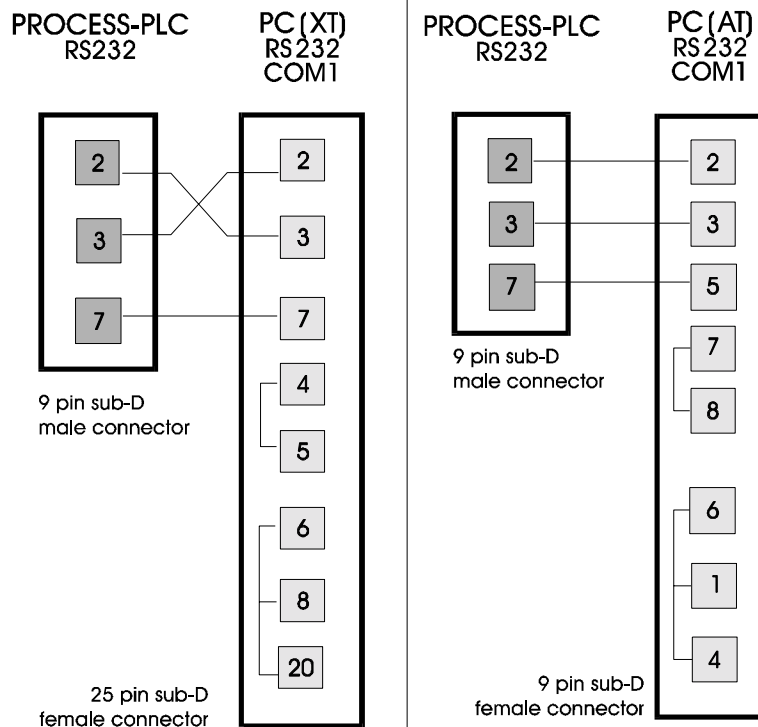 PROCESS-PLC
RS232
PC(XT)
RS232
COM1
2
3
7
2
3
7
4
5
6
8
20
9 pin sub-D
male connector
25 pin sub-D
female connector
PROCESS-PLC
RS232
PC(AT)
RS232
COM1
2
3
7
2
3
5
7
8
6
1
4
9 pin sub-D
male connector
9 pin sub-D
female connector